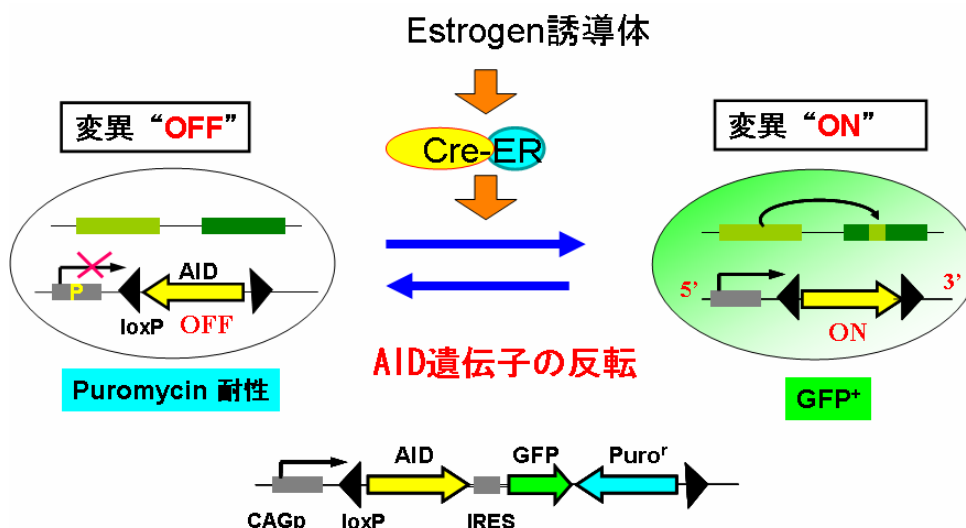 Estrogen誘導体
変異 “OFF”
Cre-ER
変異 “ON”
AID
P
loxP
OFF
5’
3’
ON
AID遺伝子の反転
Puromycin 耐性
GFP⁺
AID
GFP
Puroʳ
CAGp
loxP
IRES